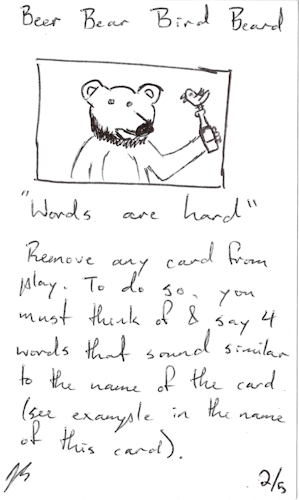 Beer Bear Bird Beard
"Words are hard"
Remove any card from
play. To do so, you
must think of & say 4
words that sound similar
to the name of the card
(see example in the name
of this card).
2/5